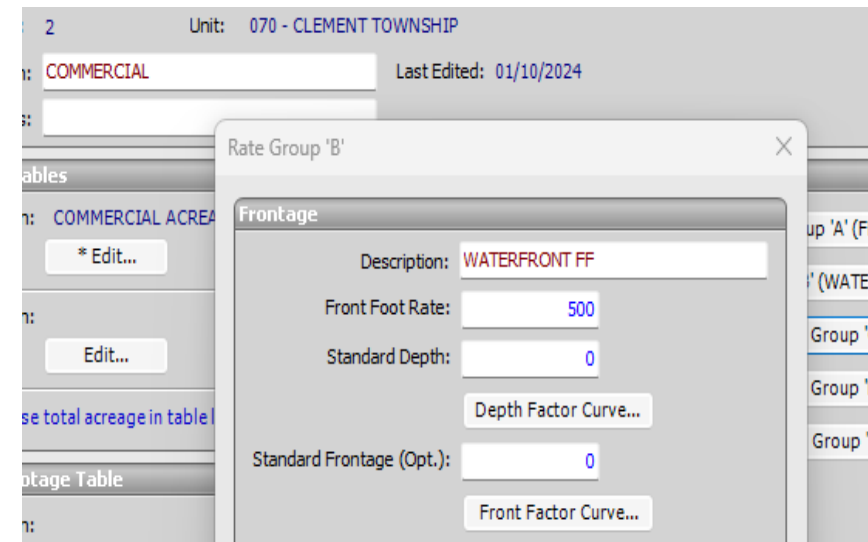 : 2 Unit: 070 - CLEMENT TOWNSHIP
n: COMMERCIAL Last Edited: 01/10/2024
s:
Rate Group 'B'
ables
n: COMMERCIAL ACREA
* Edit...
n:
Edit...
se total acreage in table l
otage Table
n:
Frontage
Description: WATERFRONT FF
Front Foot Rate: 500
Standard Depth: 0
Depth Factor Curve...
Standard Frontage (Opt.): 0
Front Factor Curve...
up 'A' (F
' (WATE
Group '
Group '
Group '